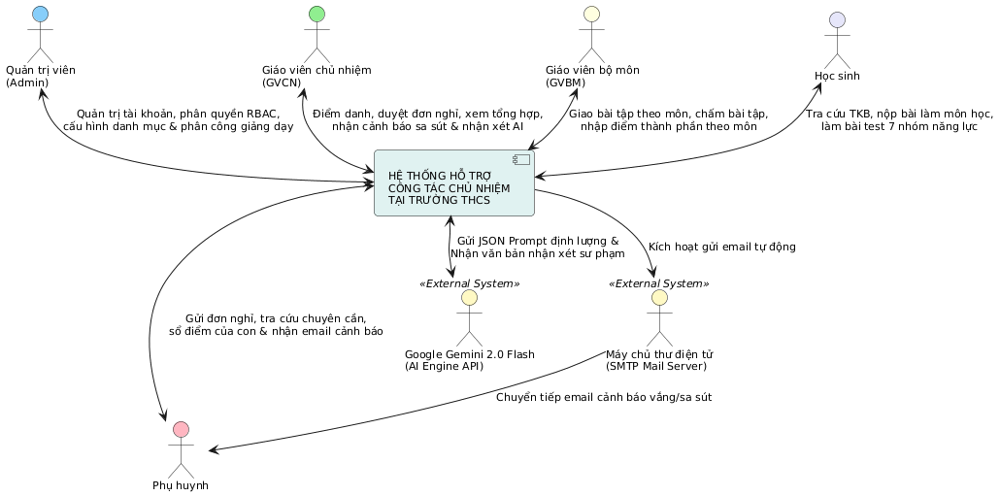 Quản trị viên
(Admin)
Giáo viên chủ nhiệm
(GVCN)
Giáo viên bộ môn
(GVBM)
Học sinh
Quản trị tài khoản, phân quyền RBAC,
cấu hình danh mục & phân công giảng dạy
Điểm danh, duyệt đơn nghỉ, xem tổng hợp,
nhận cảnh báo sa sút & nhận xét AI
Giao bài tập theo môn, chấm bài tập,
nhập điểm thành phần theo môn
Tra cứu TKB, nộp bài làm môn học,
làm bài test 7 nhóm năng lực
HỆ THỐNG HỖ TRỢ
CÔNG TÁC CHỦ NHIỆM
TẠI TRƯỜNG THCS
Gửi JSON Prompt định lượng &
Nhận văn bản nhận xét sư phạm
Kích hoạt gửi email tự động
«External System»
«External System»
Google Gemini 2.0 Flash
(AI Engine API)
Máy chủ thư điện tử
(SMTP Mail Server)
Gửi đơn nghỉ, tra cứu chuyên cần,
sổ điểm của con & nhận email cảnh báo
Chuyển tiếp email cảnh báo vắng/sa sút
Phụ huynh